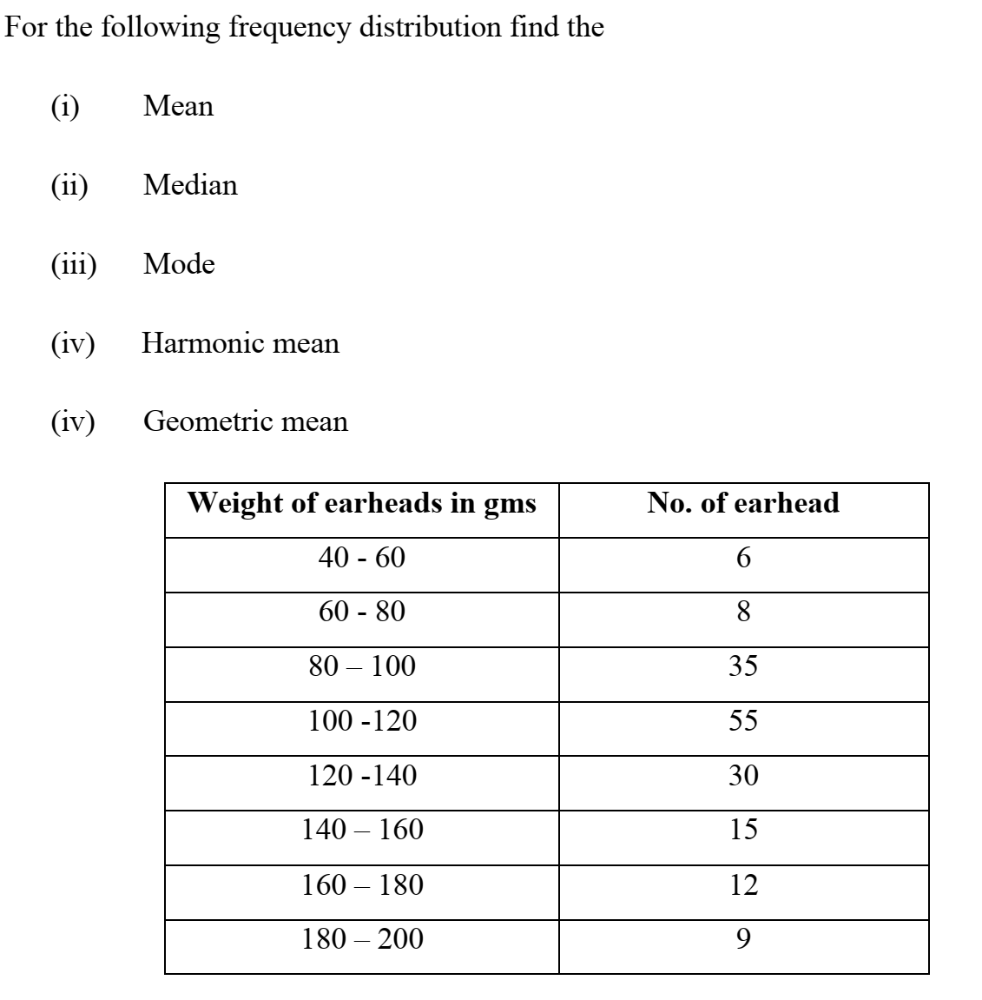 For the following frequency distribution find the
(i) Mean
(ii) Median
(iii) Mode
(iv) Harmonic mean
(iv) Geometric mean
Weight of earheads in gms No. of earhead
40 - 60 6
60 - 80 8
80 – 100 35
100 -120 55
120 -140 30
140 – 160 15
160 – 180 12
180 – 200 9